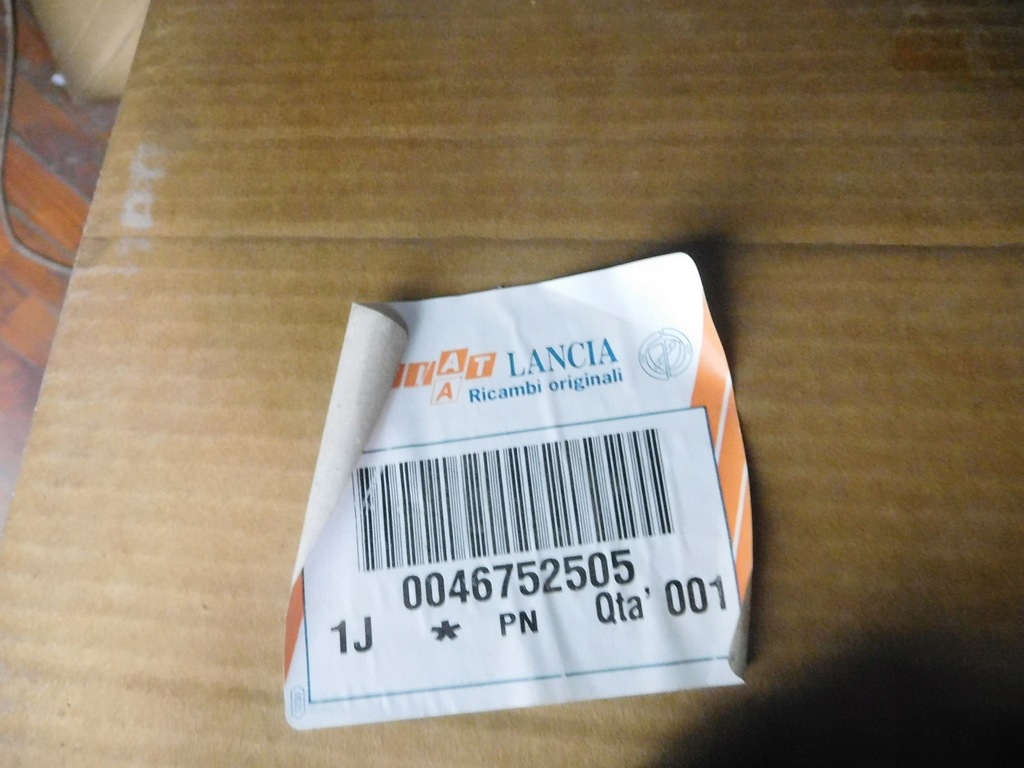 FIAT LANCIA
A Ricambi originali
0046752505
1J * PN Qta' 001